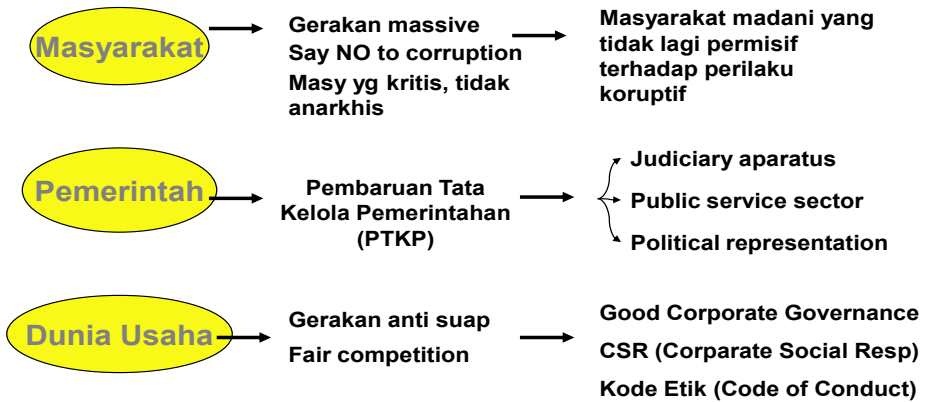 Masyarakat
Gerakan massive
Say NO to corruption
Masy yg kritis, tidak
anarkhis
Masyarakat madani yang
tidak lagi permisif
terhadap perilaku
koruptif
Pemerintah
Pembaruan Tata
Kelola Pemerintahan
(PTKP)
Judiciary aparatus
Public service sector
Political representation
Dunia Usaha
Gerakan anti suap
Fair competition
Good Corporate Governance
CSR (Corparate Social Resp)
Kode Etik (Code of Conduct)